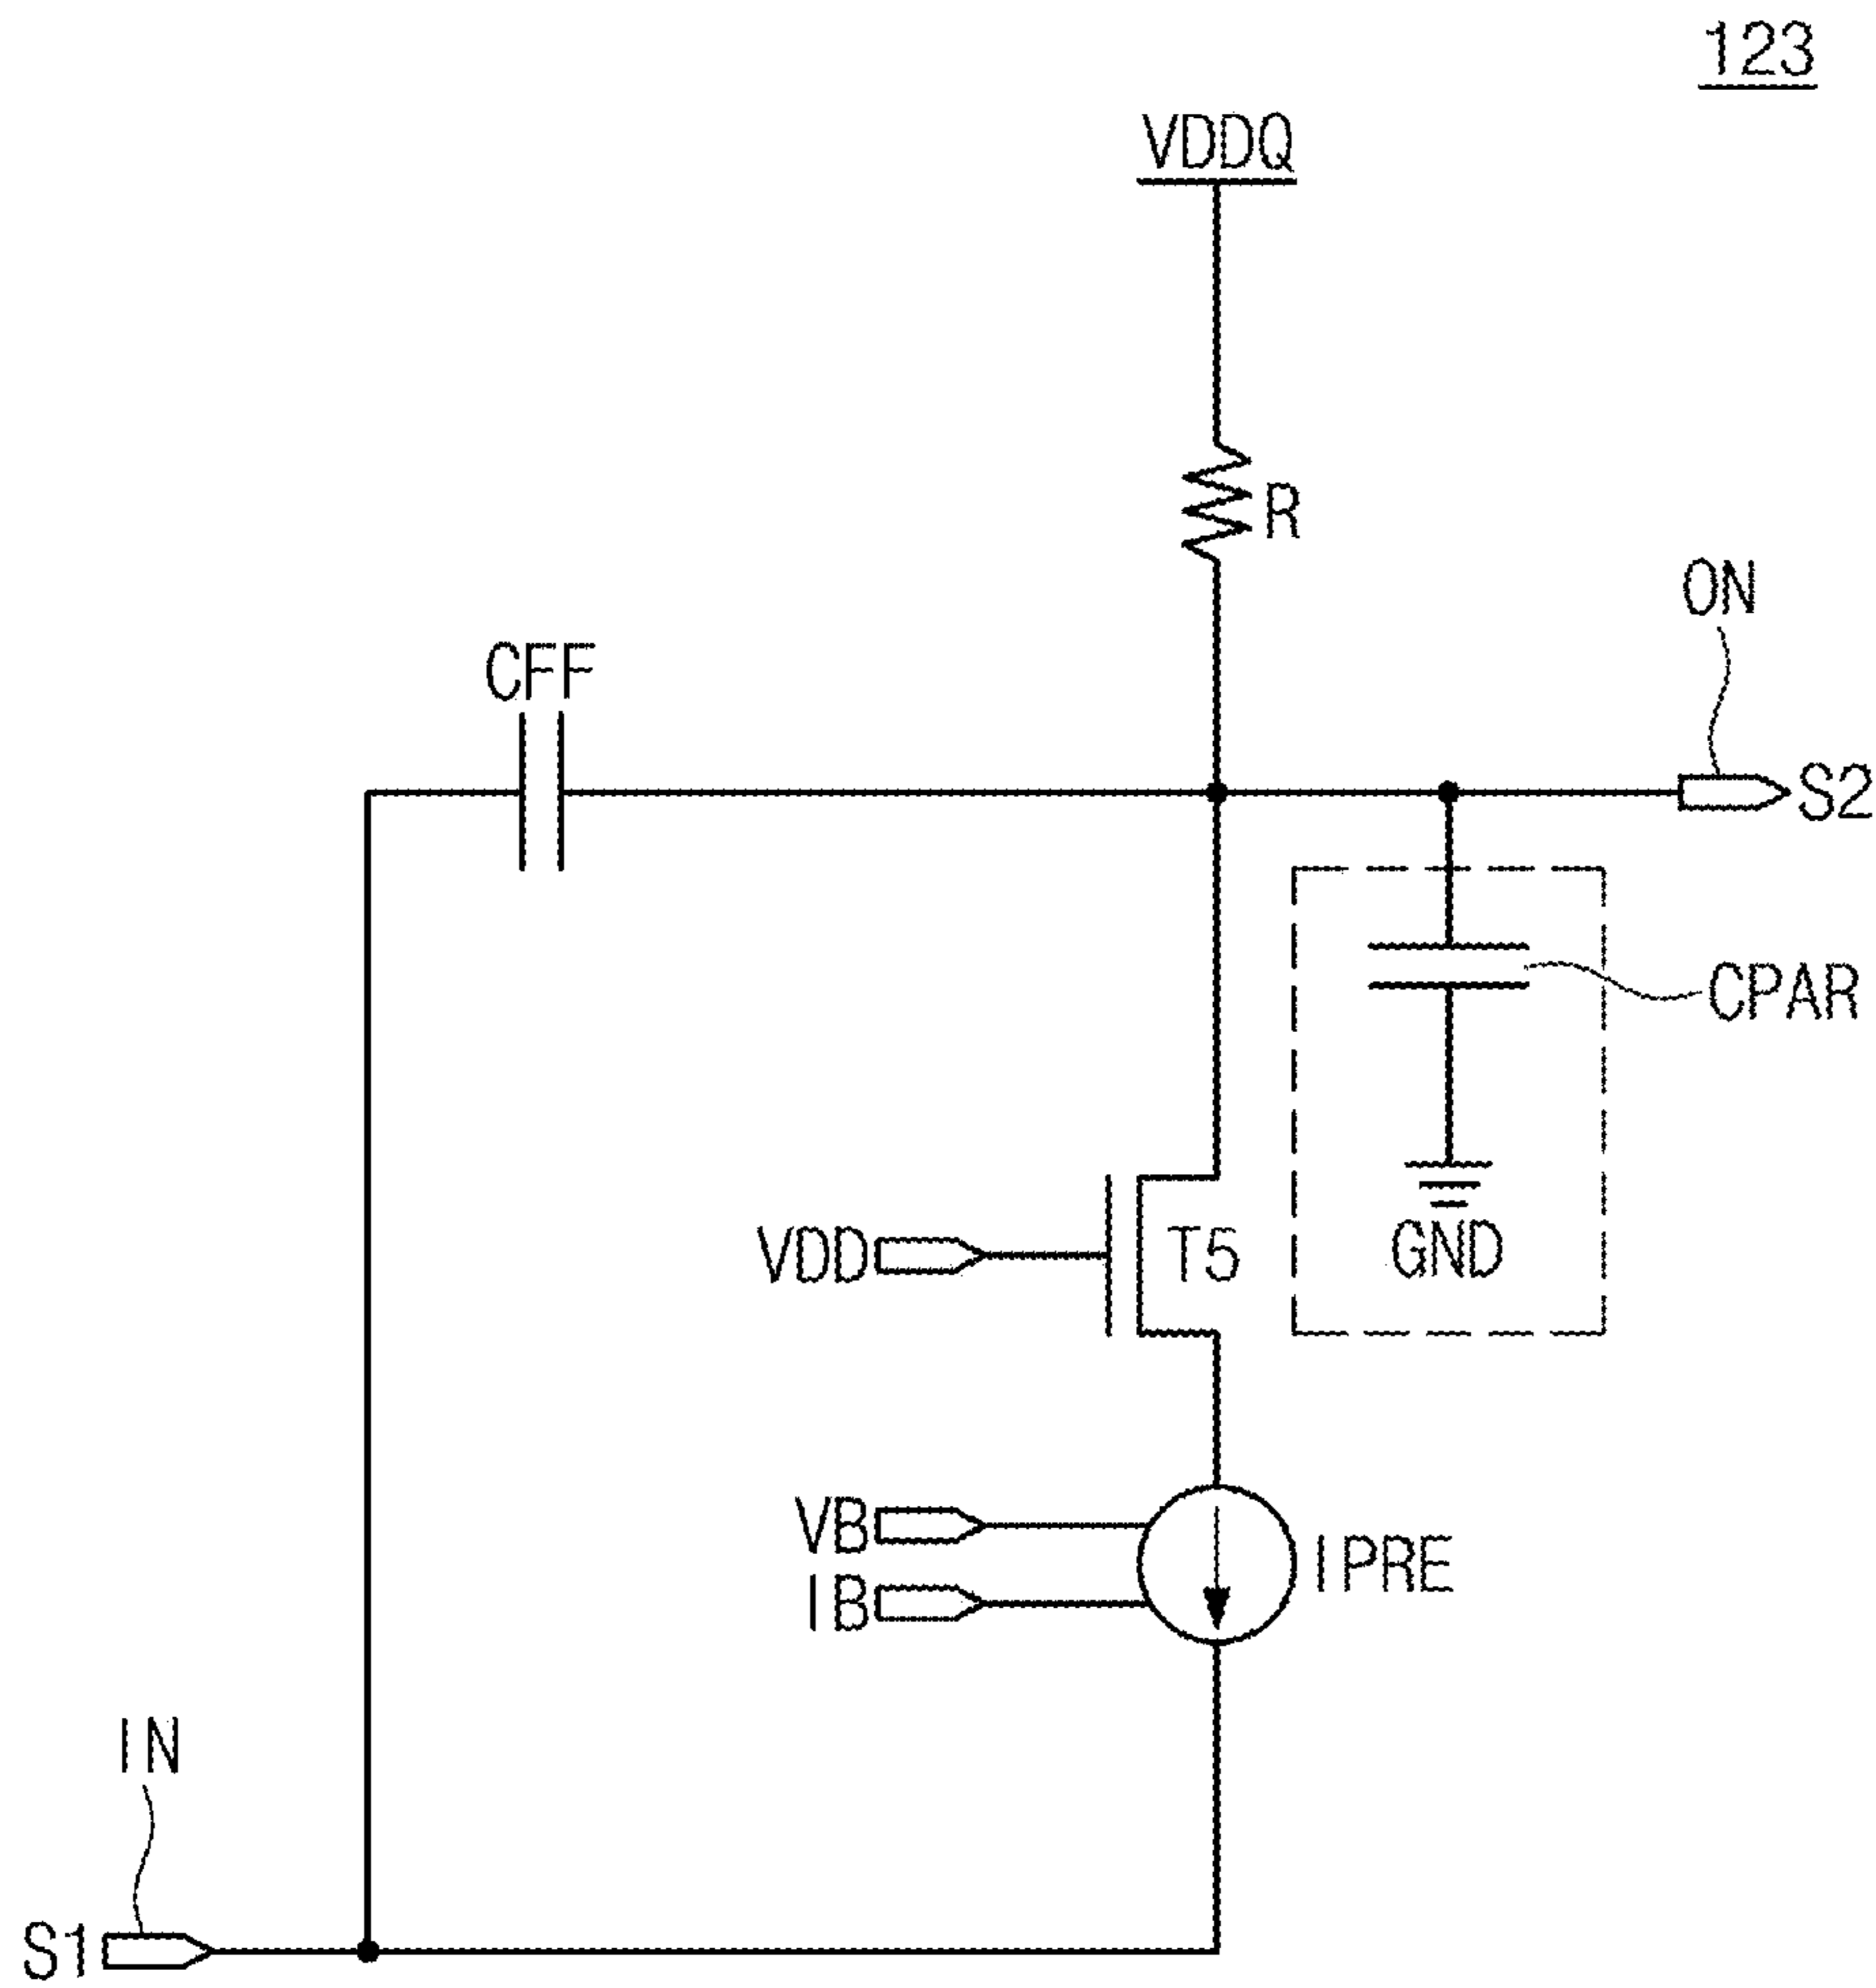 123
VDDQ
R
ON
CFF
S2
CPAR
VDD
T5
GND
VB
IPRE
IB
IN
S1